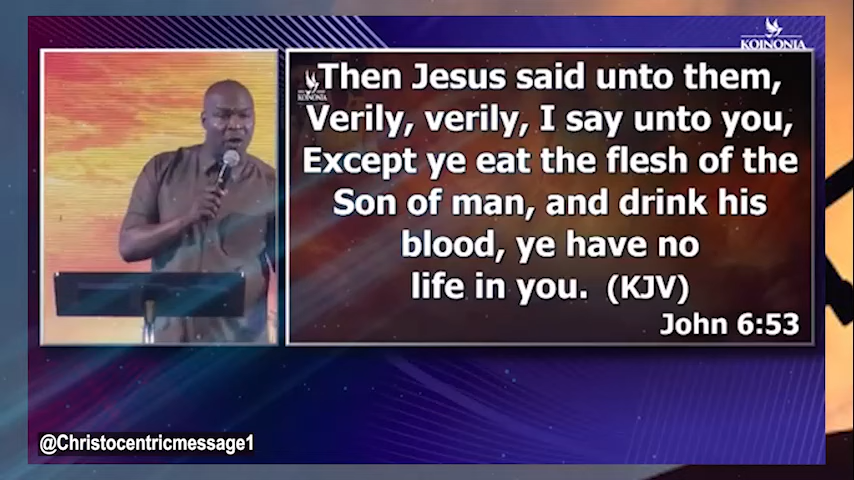 KOINONIA
KOINONIA
Then Jesus said unto them,
Verily, verily, I say unto you,
Except ye eat the flesh of the
Son of man, and drink his
blood, ye have no
life in you. (KJV)
John 6:53
@Christocentricmessage1